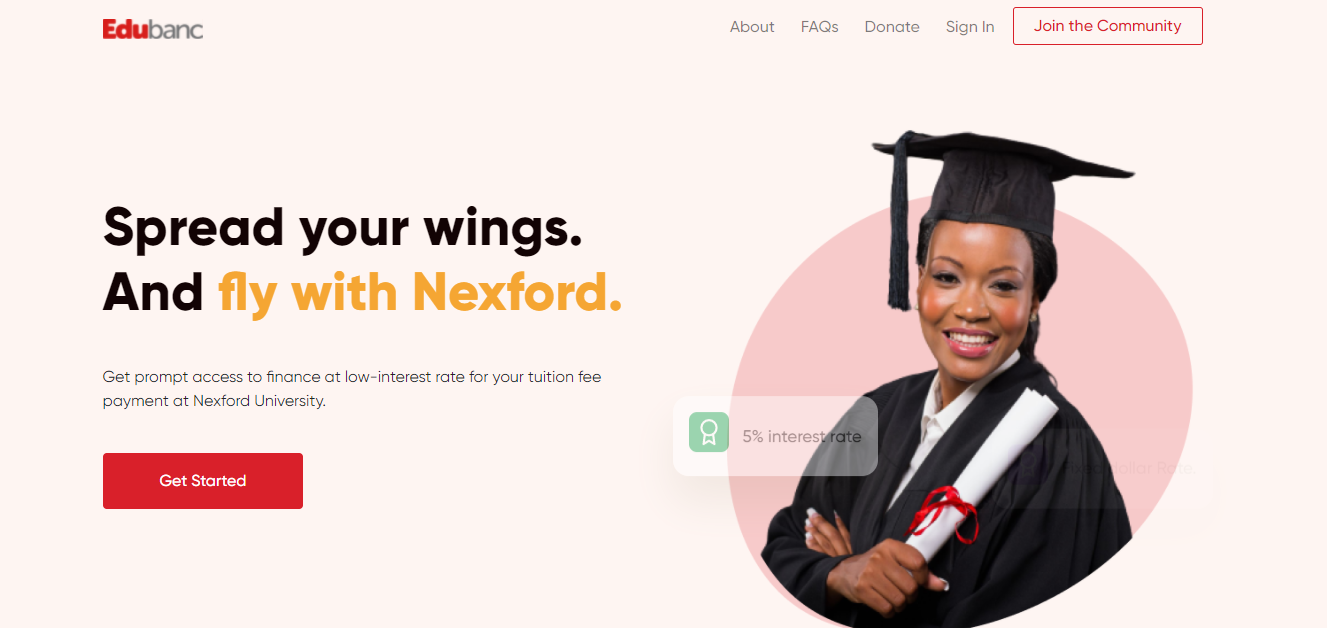 Edubanc
About
FAQs
Donate
Sign In
Join the Community
Spread your wings.
And fly with Nexford.
Get prompt access to finance at low-interest rate for your tuition fee
payment at Nexford University.
5% interest rate
Fixed Dollar Rate
Get Started